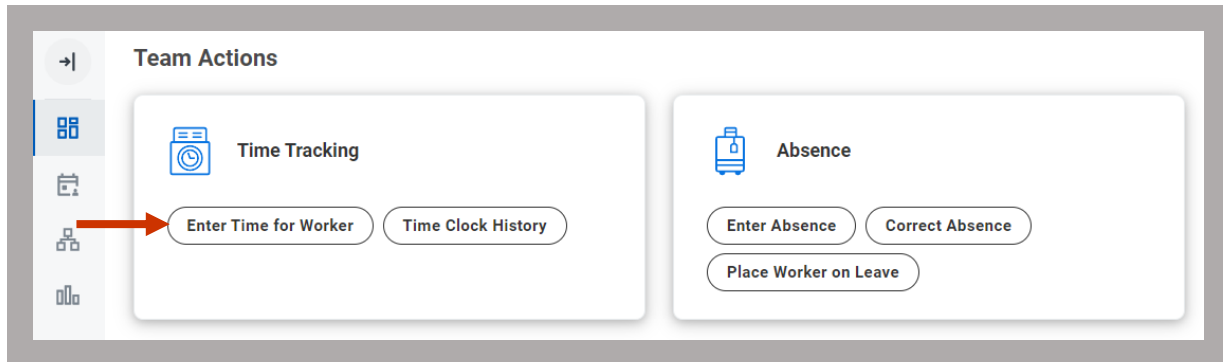 Team Actions
Time Tracking
Enter Time for Worker
Time Clock History
Absence
Enter Absence
Correct Absence
Place Worker on Leave